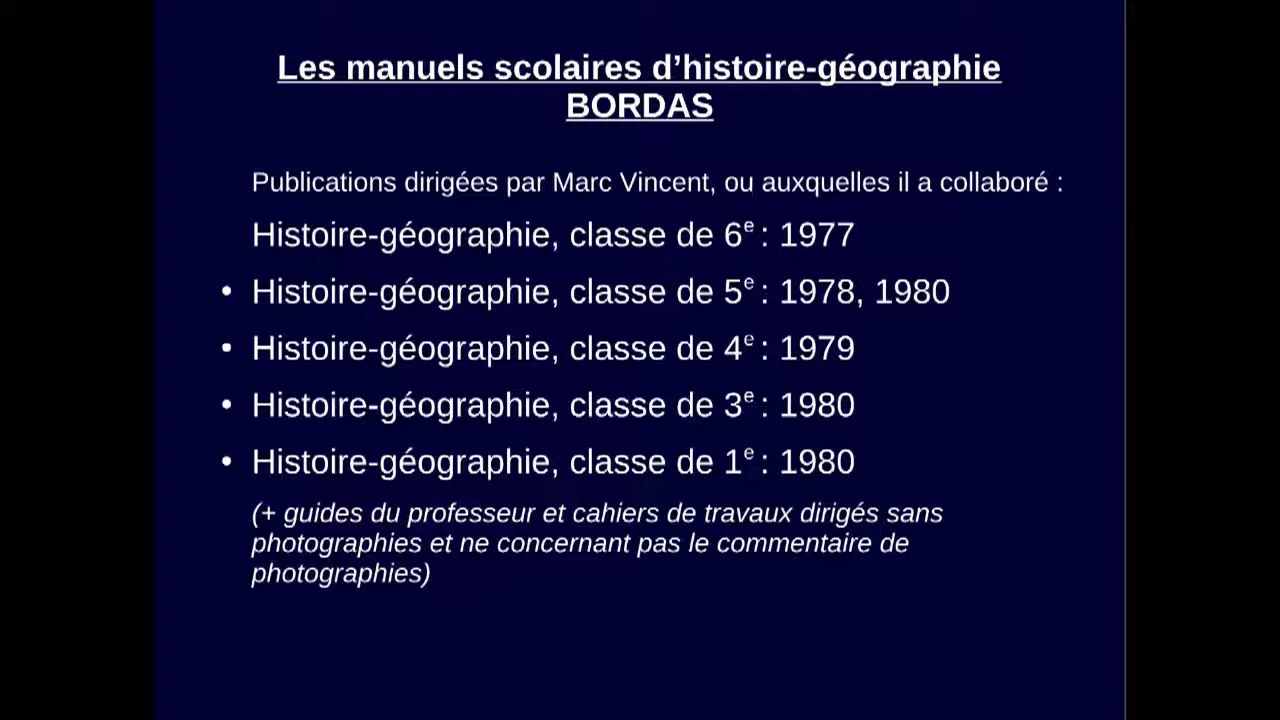 Les manuels scolaires d’histoire-géographie
BORDAS
Publications dirigées par Marc Vincent, ou auxquelles il a collaboré :
Histoire-géographie, classe de 6e : 1977
• Histoire-géographie, classe de 5e : 1978, 1980
• Histoire-géographie, classe de 4e : 1979
• Histoire-géographie, classe de 3e : 1980
• Histoire-géographie, classe de 1e : 1980
(+ guides du professeur et cahiers de travaux dirigés sans
photographies et ne concernant pas le commentaire de
photographies)